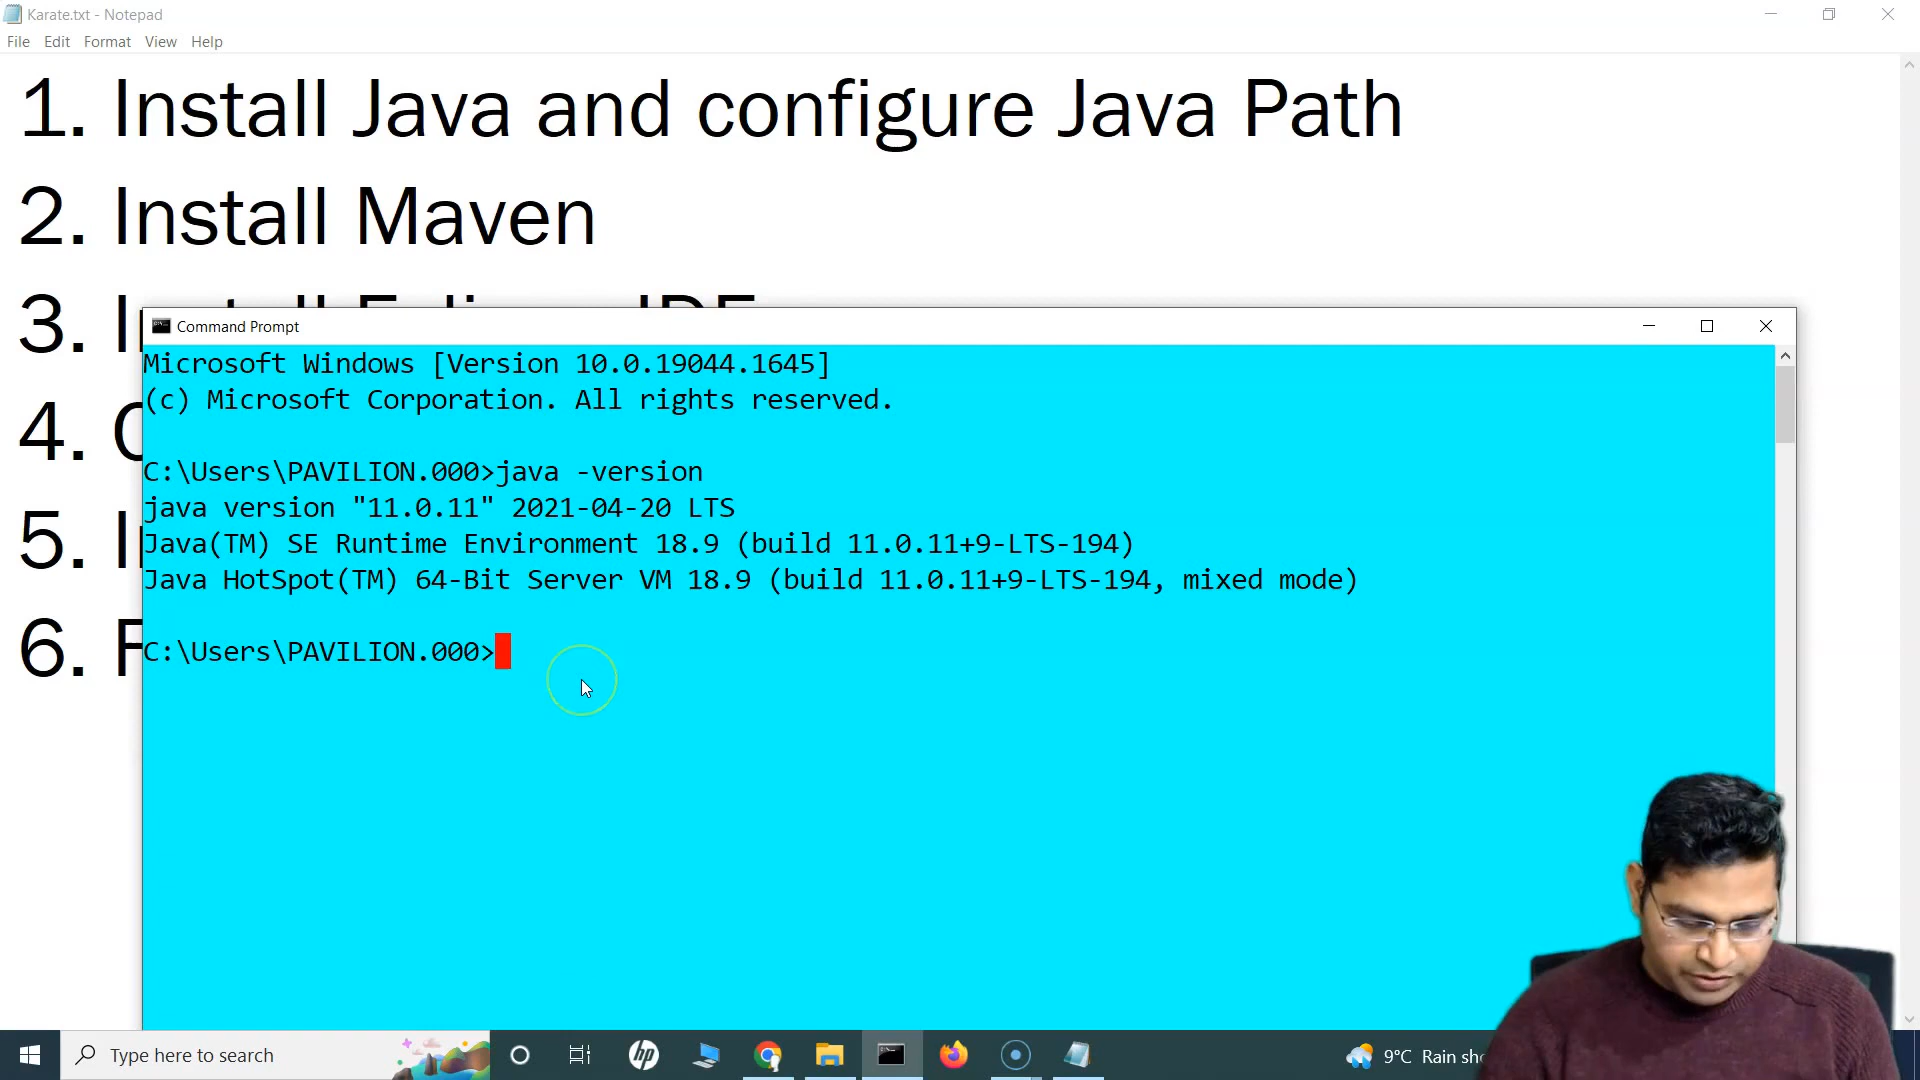 Karate.txt - Notepad
File Edit Format View Help
1. Install Java and configure Java Path
2. Install Maven
3.
4.
5.
6.
Command Prompt
Microsoft Windows [Version 10.0.19044.1645]
(c) Microsoft Corporation. All rights reserved.
C:\Users\PAVILION.000>java -version
java version "11.0.11" 2021-04-20 LTS
Java(TM) SE Runtime Environment 18.9 (build 11.0.11+9-LTS-194)
Java HotSpot(TM) 64-Bit Server VM 18.9 (build 11.0.11+9-LTS-194, mixed mode)
C:\Users\PAVILION.000>
Type here to search
hp
9°C Rain